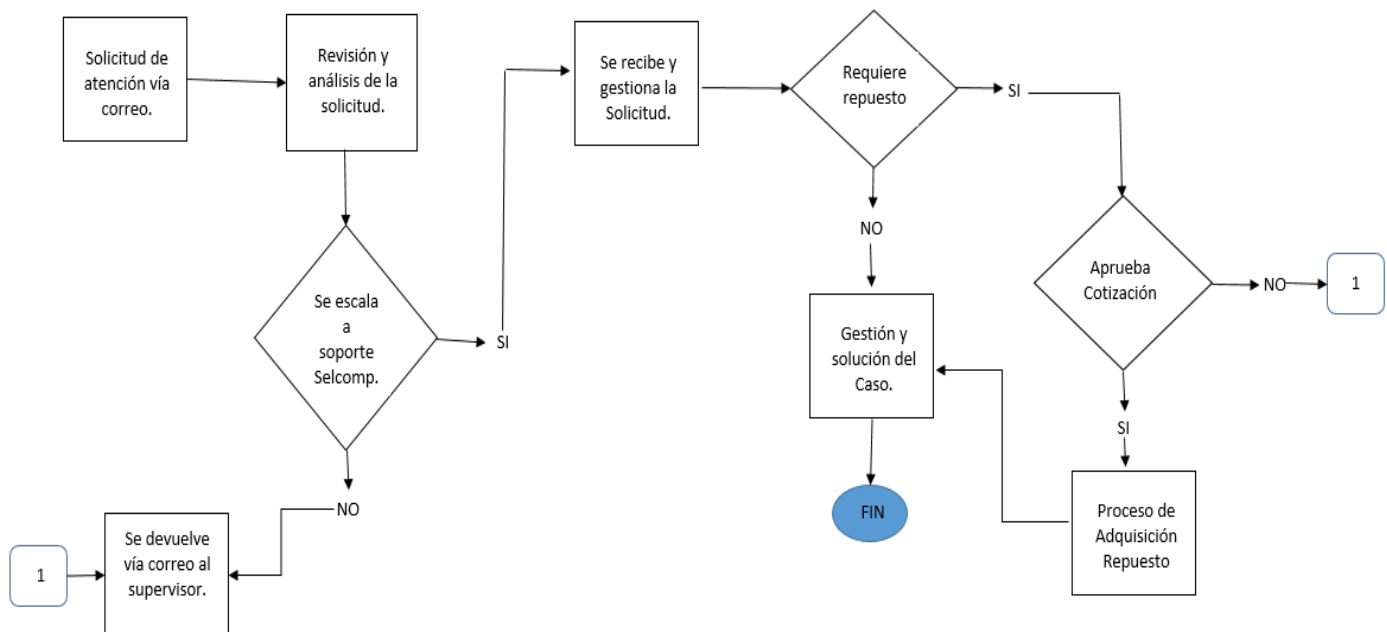 Solicitud de
atención vía
correo.
Revisión y
análisis de la
solicitud.
Se escala
a
soporte
Selcomp.
SI
NO
Se devuelve
vía correo al
supervisor.
1
Se recibe y
gestiona la
Solicitud.
Requiere
repuesto
SI
NO
Gestión y
solución del
Caso.
FIN
Aprueba
Cotización
NO
1
SI
Proceso de
Adquisición
Repuesto